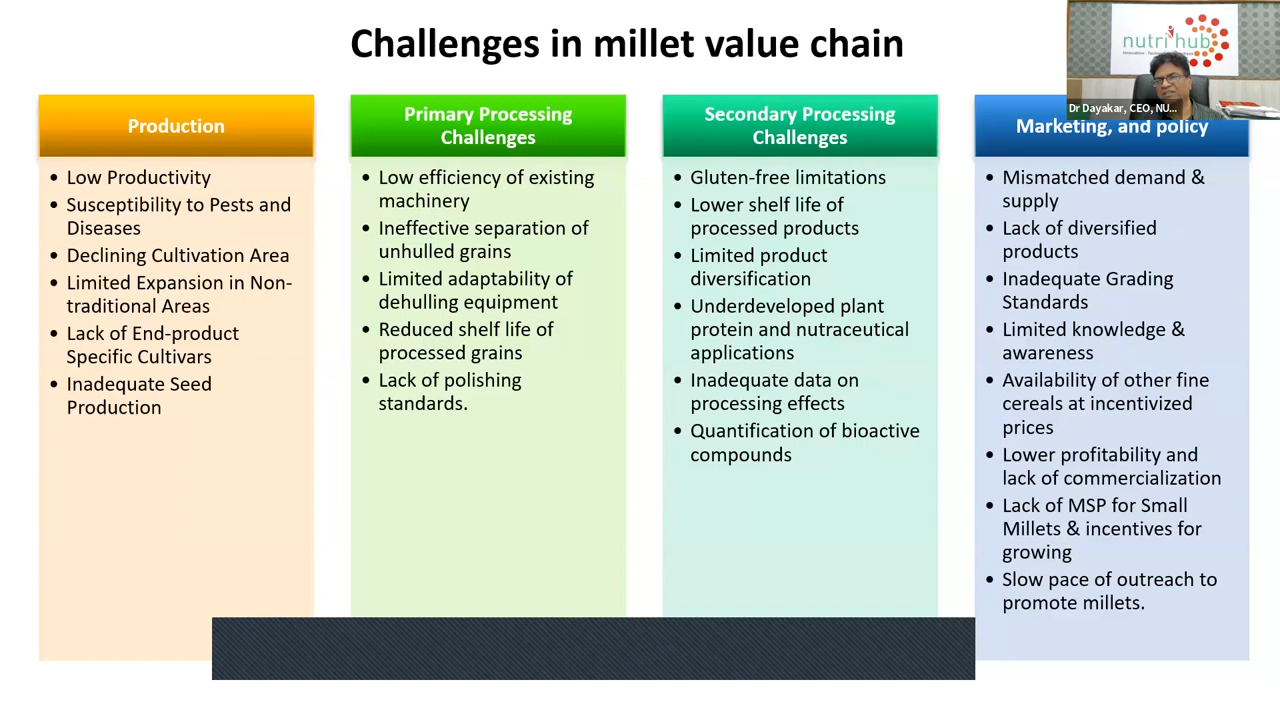 Challenges in millet value chain
nutri hub
Dr Dayakar, CEO, NU...
Production
• Low Productivity
• Susceptibility to Pests and
Diseases
• Declining Cultivation Area
• Limited Expansion in Non-
traditional Areas
• Lack of End-product
Specific Cultivars
• Inadequate Seed
Production
Primary Processing
Challenges
• Low efficiency of existing
machinery
• Ineffective separation of
unhulled grains
• Limited adaptability of
dehulling equipment
• Reduced shelf life of
processed grains
• Lack of polishing
standards.
Secondary Processing
Challenges
• Gluten-free limitations
• Lower shelf life of
processed products
• Limited product
diversification
• Underdeveloped plant
protein and nutraceutical
applications
• Inadequate data on
processing effects
• Quantification of bioactive
compounds
Marketing, and policy
• Mismatched demand &
supply
• Lack of diversified
products
• Inadequate Grading
Standards
• Limited knowledge &
awareness
• Availability of other fine
cereals at incentivized
prices
• Lower profitability and
lack of commercialization
• Lack of MSP for Small
Millets & incentives for
growing
• Slow pace of outreach to
promote millets.